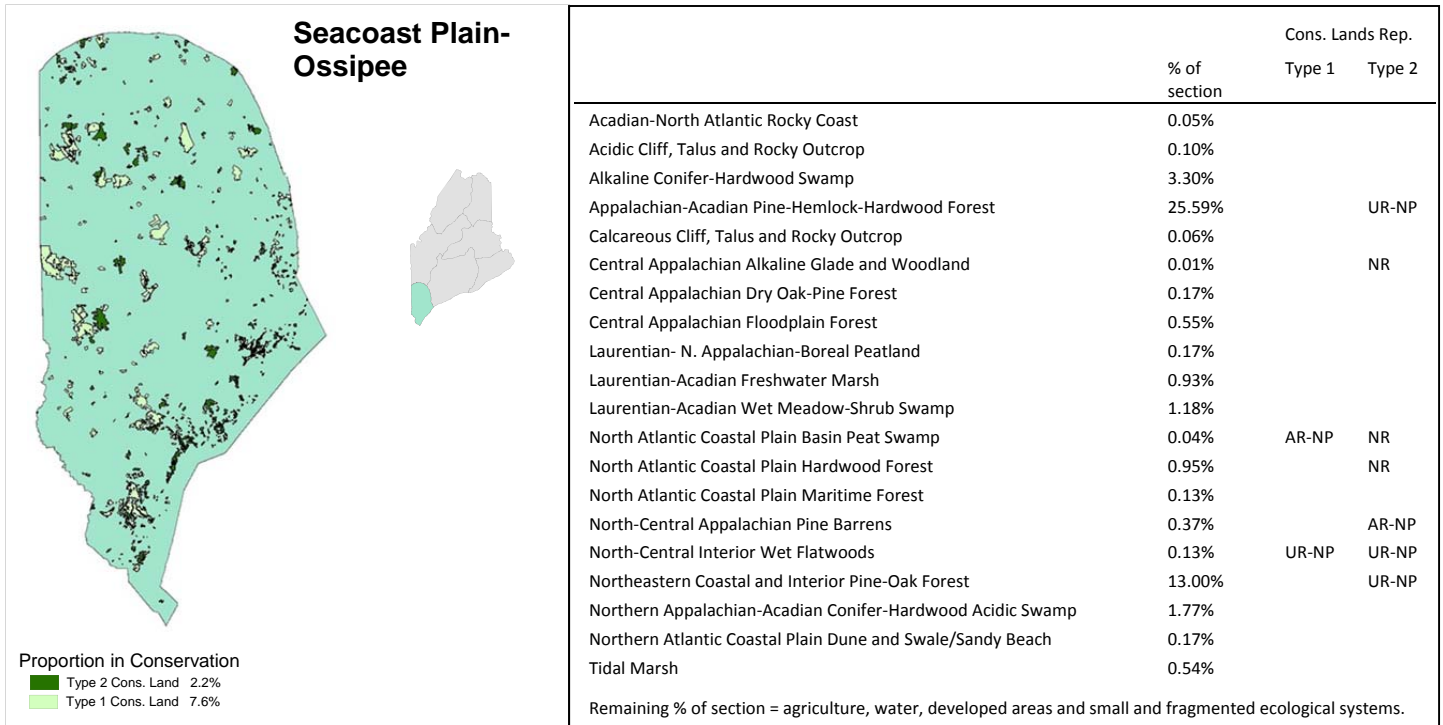 Seacoast Plain-
Ossipee
Proportion in Conservation
Type 2 Cons. Land 2.2%
Type 1 Cons. Land 7.6%
Cons. Lands Rep.
% of section Type 1 Type 2
Acadian-North Atlantic Rocky Coast 0.05%
Acidic Cliff, Talus and Rocky Outcrop 0.10%
Alkaline Conifer-Hardwood Swamp 3.30%
Appalachian-Acadian Pine-Hemlock-Hardwood Forest 25.59% UR-NP
Calcareous Cliff, Talus and Rocky Outcrop 0.06%
Central Appalachian Alkaline Glade and Woodland 0.01% NR
Central Appalachian Dry Oak-Pine Forest 0.17%
Central Appalachian Floodplain Forest 0.55%
Laurentian- N. Appalachian-Boreal Peatland 0.17%
Laurentian-Acadian Freshwater Marsh 0.93%
Laurentian-Acadian Wet Meadow-Shrub Swamp 1.18%
North Atlantic Coastal Plain Basin Peat Swamp 0.04% AR-NP NR
North Atlantic Coastal Plain Hardwood Forest 0.95% NR
North Atlantic Coastal Plain Maritime Forest 0.13%
North-Central Appalachian Pine Barrens 0.37% AR-NP
North-Central Interior Wet Flatwoods 0.13% UR-NP UR-NP
Northeastern Coastal and Interior Pine-Oak Forest 13.00% UR-NP
Northern Appalachian-Acadian Conifer-Hardwood Acidic Swamp 1.77%
Northern Atlantic Coastal Plain Dune and Swale/Sandy Beach 0.17%
Tidal Marsh 0.54%
Remaining % of section = agriculture, water, developed areas and small and fragmented ecological systems.